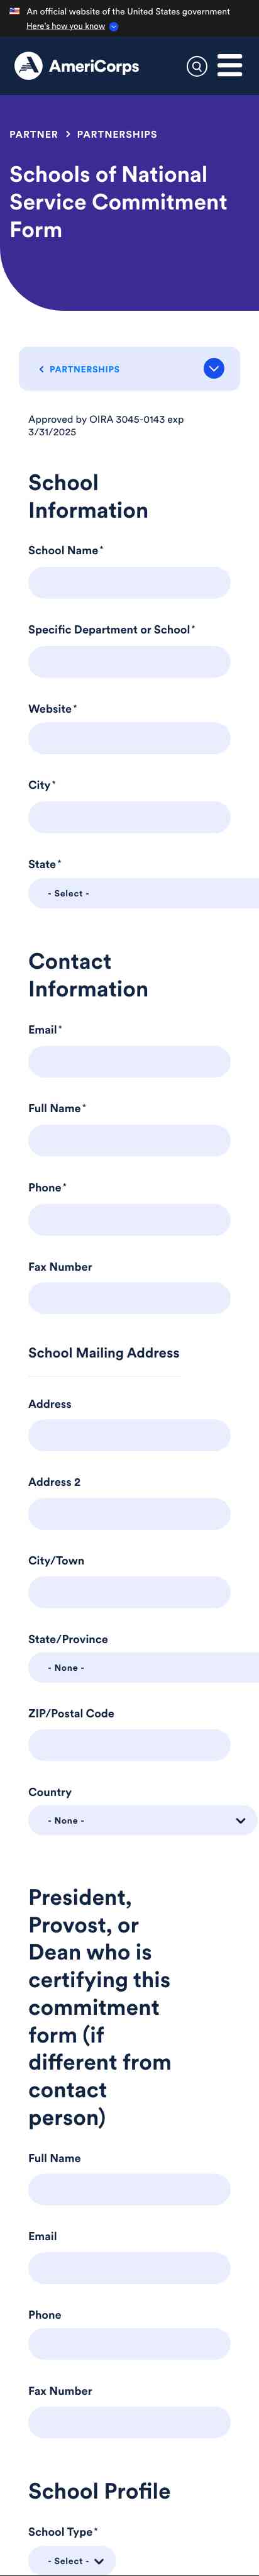 An official website of the United States government
Here's how you know
AmeriCorps
PARTNER > PARTNERSHIPS
Schools of National
Service Commitment
Form
PARTNERSHIPS
Approved by OIRA 3045-0143 exp
3/31/2025
School
Information
School Name*
Specific Department or School*
Website*
City*
State*
- Select -
Contact
Information
Email*
Full Name*
Phone*
Fax Number
School Mailing Address
Address
Address 2
City/Town
State/Province
- None -
ZIP/Postal Code
Country
- None -
President,
Provost, or
Dean who is
certifying this
commitment
form (if
different from
contact
person)
Full Name
Email
Phone
Fax Number
School Profile
School Type*
- Select -